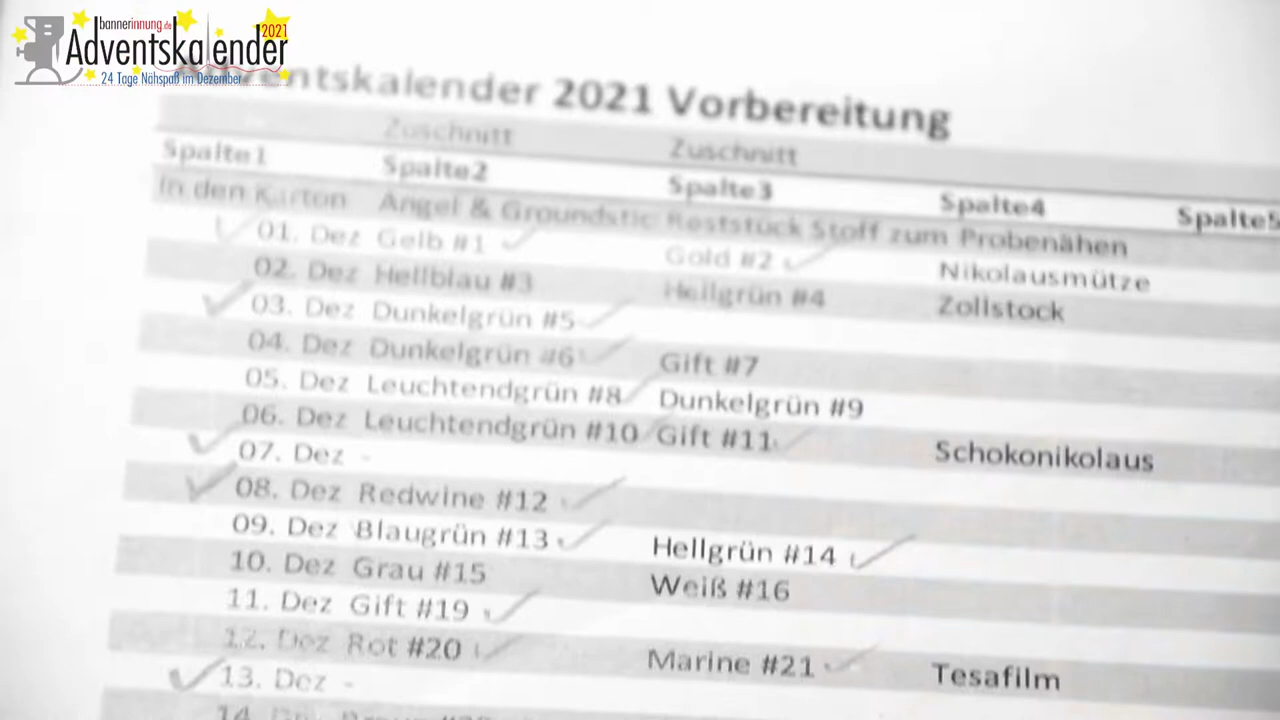 bannerinnung.de
Adventskalender 2021
24 Tage Nähspaß im Dezember
ntskalender 2021 Vorbereitung
Zuschnitt Zuschnitt
Spalte1 Spalte2 Spalte3 Spalte4 Spalte5
In den Karton Angel & Groundstic Reststück Stoff zum Probenähen
01. Dez Gelb #1 Gold #2 Nikolausmütze
02. Dez Hellblau #3 Hellgrün #4 Zollstock
03. Dez Dunkelgrün #5
04. Dez Dunkelgrün #6 Gift #7
05. Dez Leuchtendgrün #8 Dunkelgrün #9
06. Dez Leuchtendgrün #10 Gift #11 Schokonikolaus
07. Dez -
08. Dez Redwine #12
09. Dez Blaugrün #13 Hellgrün #14
10. Dez Grau #15 Weiß #16
11. Dez Gift #19
12. Dez Rot #20 Marine #21 Tesafilm
13. Dez -
14. Dez